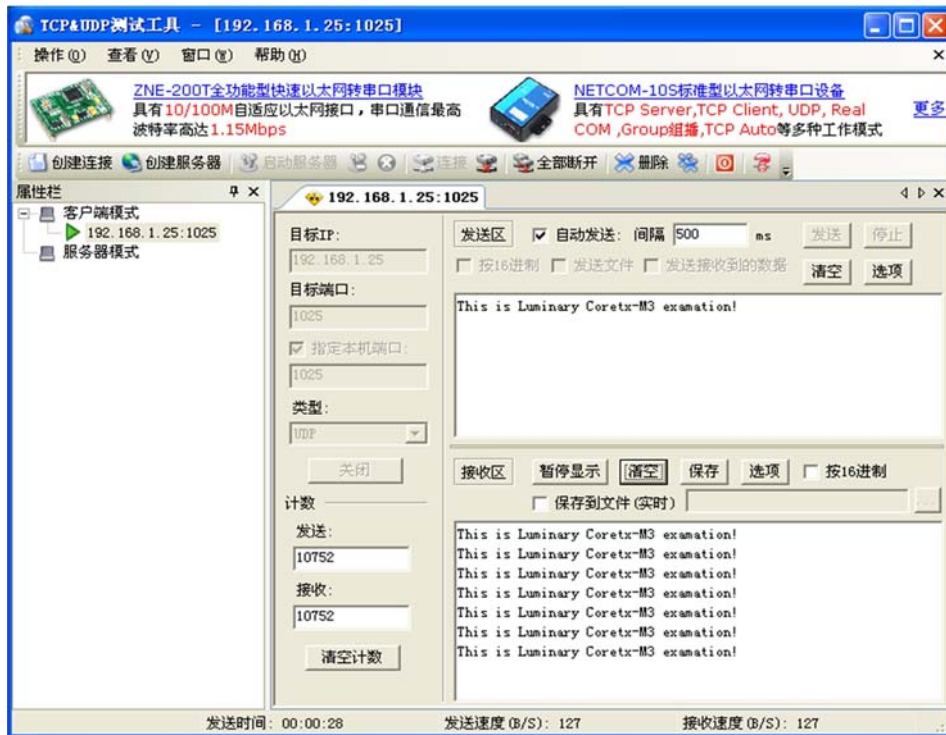 TCP&UDP测试工具 - [192.168.1.25:1025]
操作(O) 查看(V) 窗口(W) 帮助(H)
ZNE-200T全功能型快速以太网转串口模块
具有10/100M自适应以太网接口，串口通信最高
波特率高达1.15Mbps
NETCOM-10S标准型以太网转串口设备
具有TCP Server,TCP Client, UDP, Real
COM ,Group组播,TCP Auto等多种工作模式
更多
创建连接 创建服务器 启动服务器 连接 全部断开 删除
属性栏
客户端模式
192.168.1.25:1025
服务器模式
192.168.1.25:1025
目标IP:
192.168.1.25
目标端口:
1025
指定本机端口:
1025
类型:
UDP
关闭
计数
发送:
10752
接收:
10752
清空计数
发送区 自动发送: 间隔 500 ms 发送 停止
按16进制 发送文件 发送接收到的数据 清空 选项
This is Luminary Coretx-M3 examation!
接收区 暂停显示 清空 保存 选项 按16进制
保存到文件(实时) ...
This is Luminary Coretx-M3 examation!
This is Luminary Coretx-M3 examation!
This is Luminary Coretx-M3 examation!
This is Luminary Coretx-M3 examation!
This is Luminary Coretx-M3 examation!
This is Luminary Coretx-M3 examation!
This is Luminary Coretx-M3 examation!
发送时间: 00:00:28 发送速度(B/S): 127 接收速度(B/S): 127